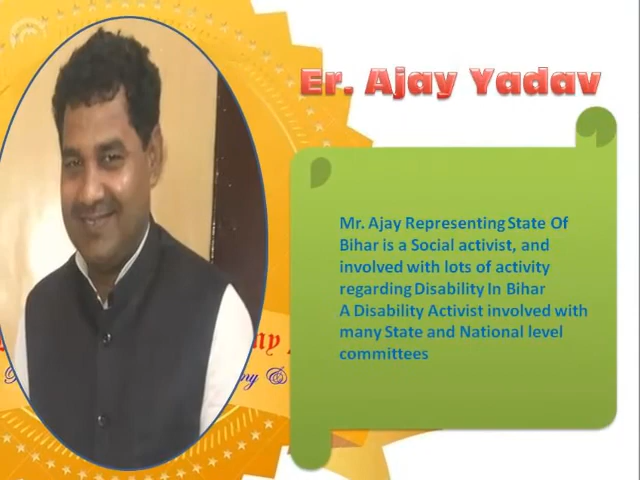 Er. Ajay Yadav
Mr. Ajay Representing State Of
Bihar is a Social activist, and
involved with lots of activity
regarding Disability In Bihar
A Disability Activist involved with
many State and National level
committees